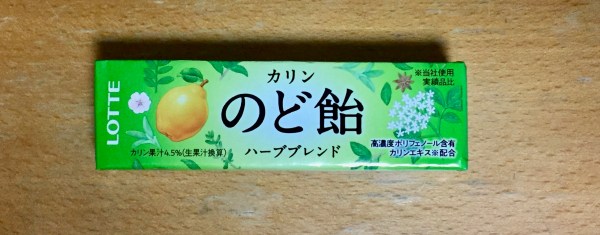 LOTTE
カリン
のど飴
ハーブブレンド
カリン果汁4.5%(生果汁換算)
※当社使用
実績品比
高濃度ポリフェノール含有
カリンエキス※配合